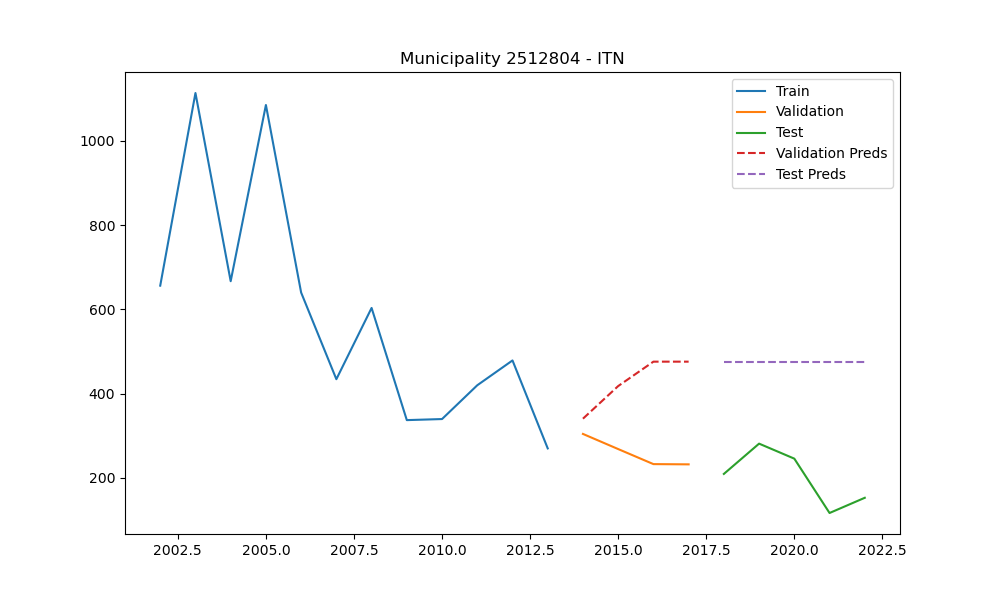 Municipality 2512804 - ITN
Train
Validation
Test
Validation Preds
Test Preds
1000
800
600
400
200
2002.5 2005.0 2007.5 2010.0 2012.5 2015.0 2017.5 2020.0 2022.5